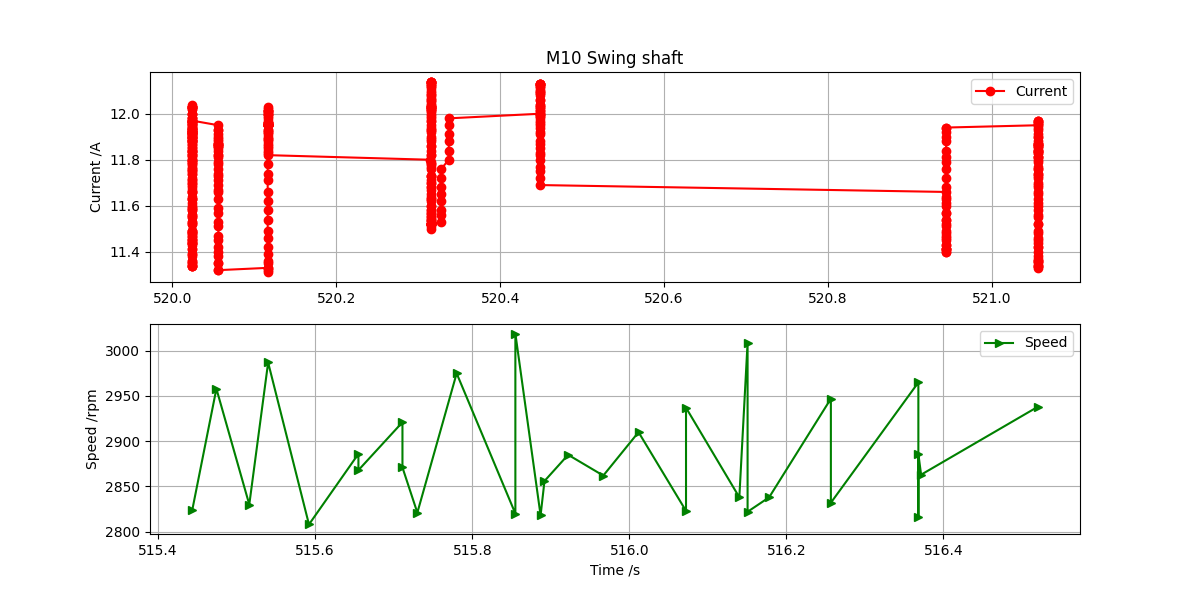 M10 Swing shaft
Current /A
12.0
11.8
11.6
11.4
Current
520.0 520.2 520.4 520.6 520.8 521.0
Speed /rpm
3000
2950
2900
2850
2800
Speed
515.4 515.6 515.8 516.0 516.2 516.4
Time /s